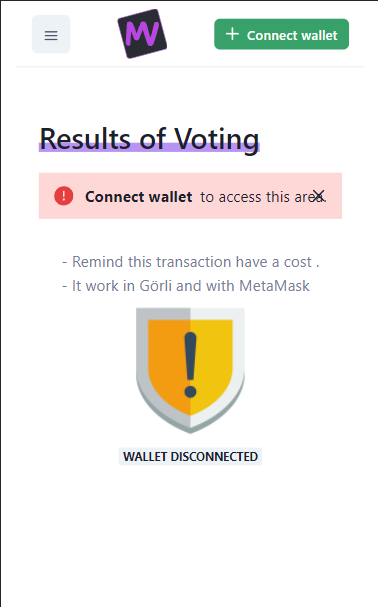 MV
Connect wallet
Results of Voting
Connect wallet to access this area.
- Remind this transaction have a cost .
- It work in Görli and with MetaMask
WALLET DISCONNECTED